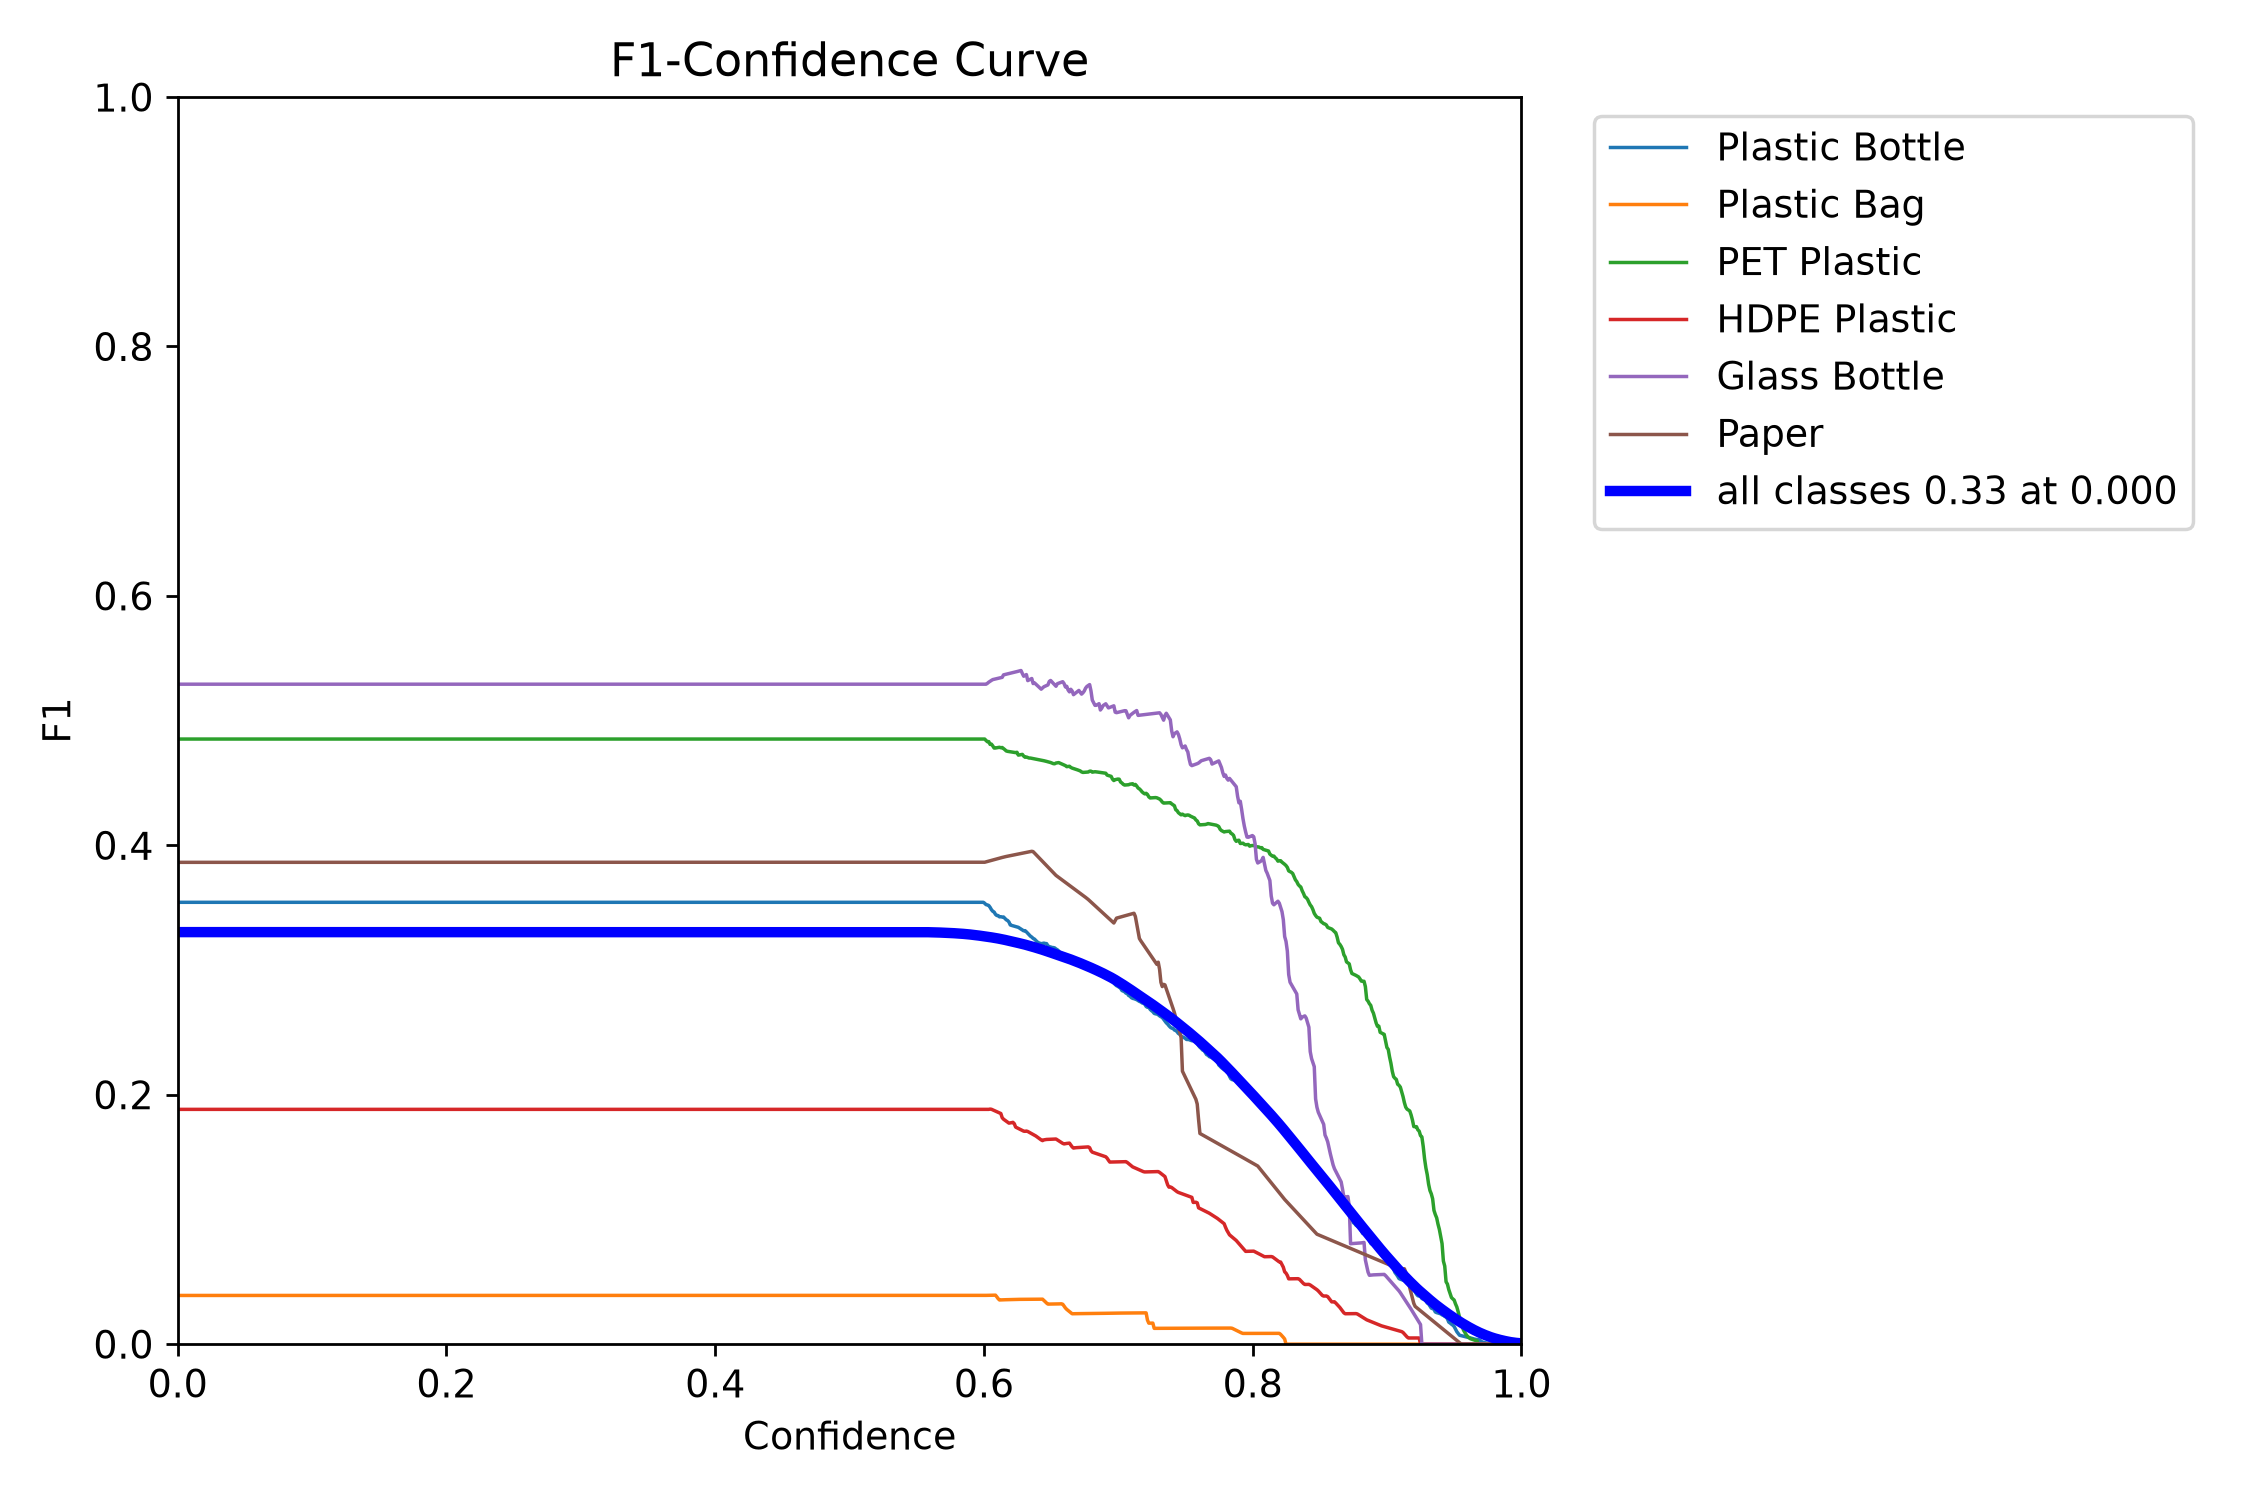 F1-Confidence Curve
1.0
0.8
0.6
0.4
0.2
0.0
F1
0.0 0.2 0.4 0.6 0.8 1.0
Confidence
Plastic Bottle
Plastic Bag
PET Plastic
HDPE Plastic
Glass Bottle
Paper
all classes 0.33 at 0.000